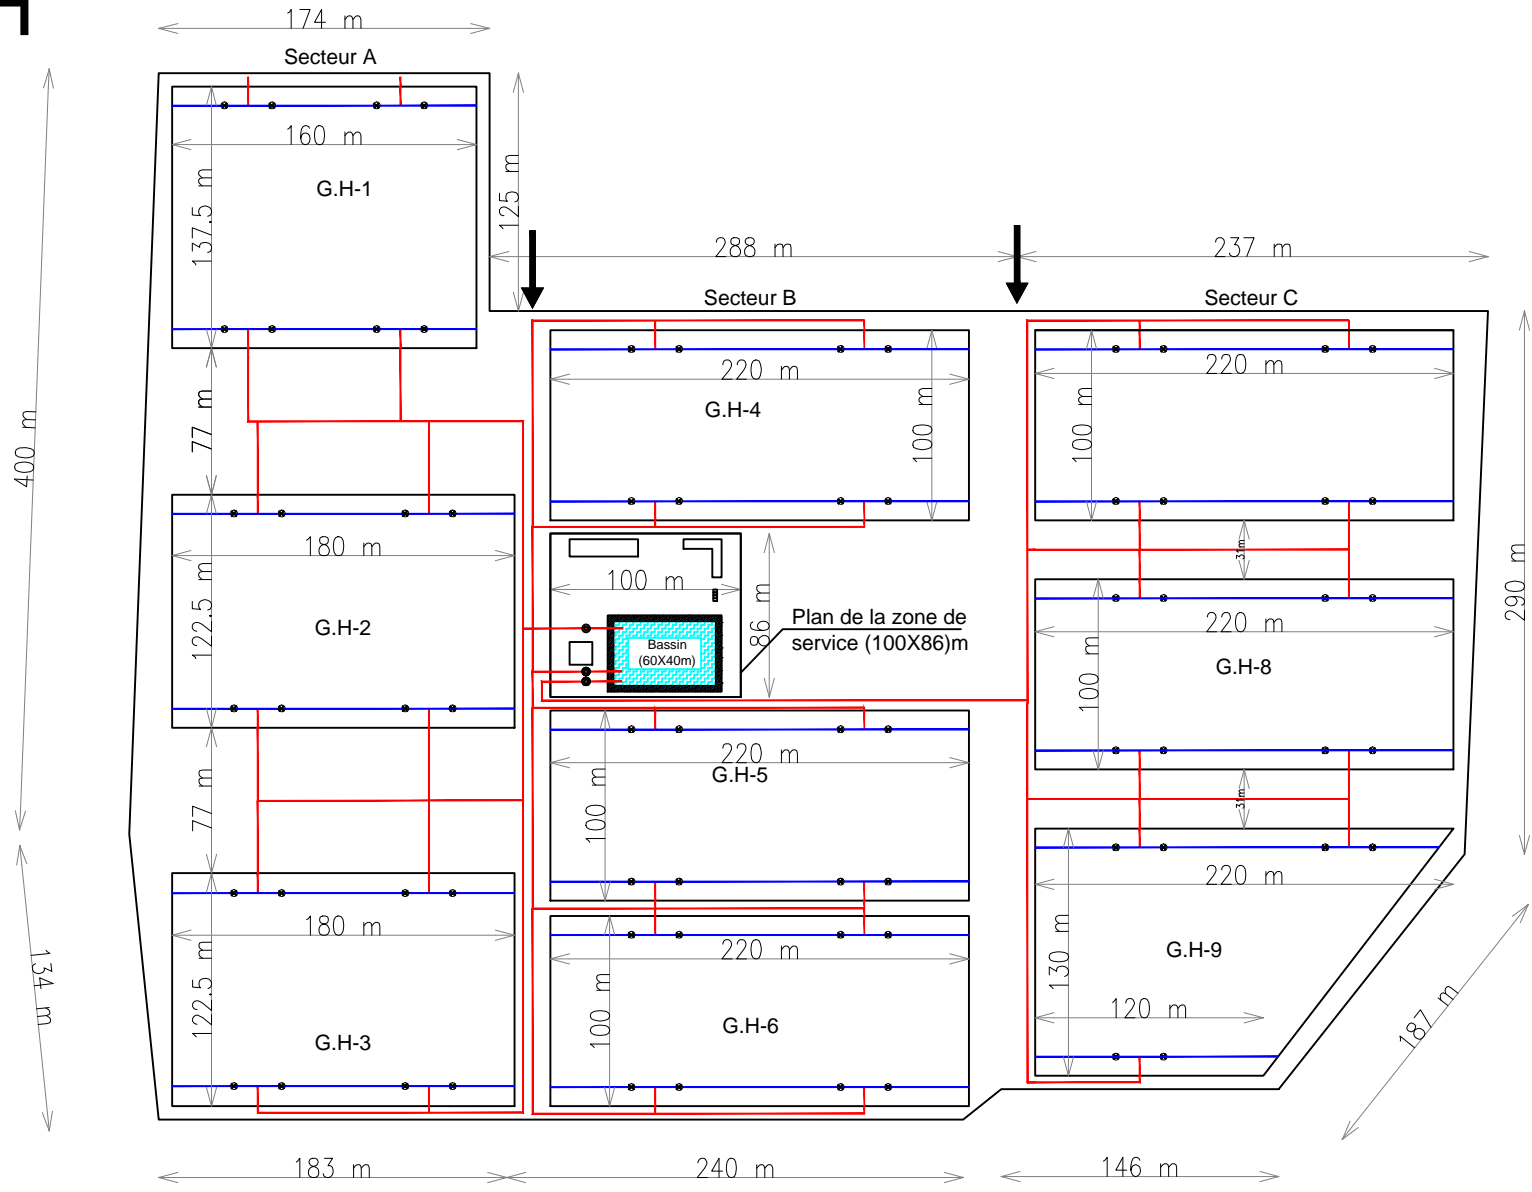 174 m
Secteur A
160 m
G.H-1
137.5 m
125 m
288 m
237 m
Secteur B
Secteur C
220 m
220 m
77 m
G.H-4
100 m
100 m
400 m
31m
290 m
180 m
122.5 m
G.H-2
100 m
86 m
Plan de la zone de
service (100X86)m
Bassin
(60X40m)
220 m
G.H-8
100 m
77 m
220 m
G.H-5
100 m
31m
220 m
180 m
122.5 m
G.H-3
220 m
100 m
G.H-6
130 m
G.H-9
120 m
134 m
187 m
183 m
240 m
146 m